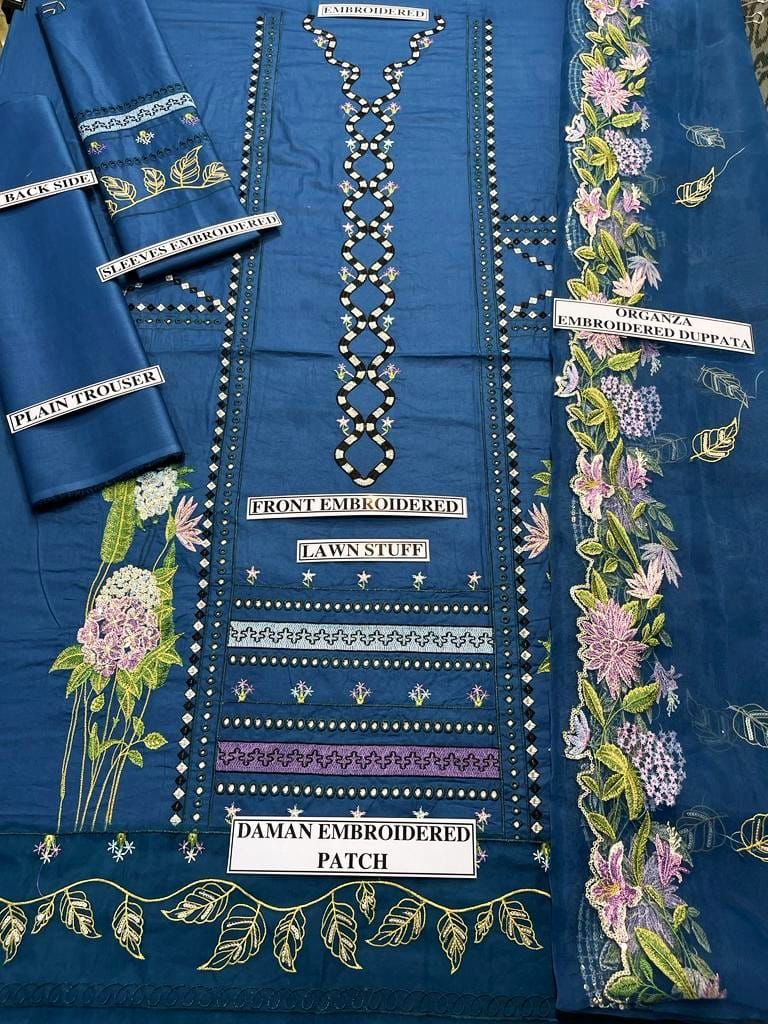 EMBROIDERED
BACK SIDE
SLEEVES EMBROIDERED
PLAIN TROUSER
ORGANZA
EMBROIDERED DUPPATA
FRONT EMBROIDERED
LAWN STUFF
DAMAN EMBROIDERED
PATCH